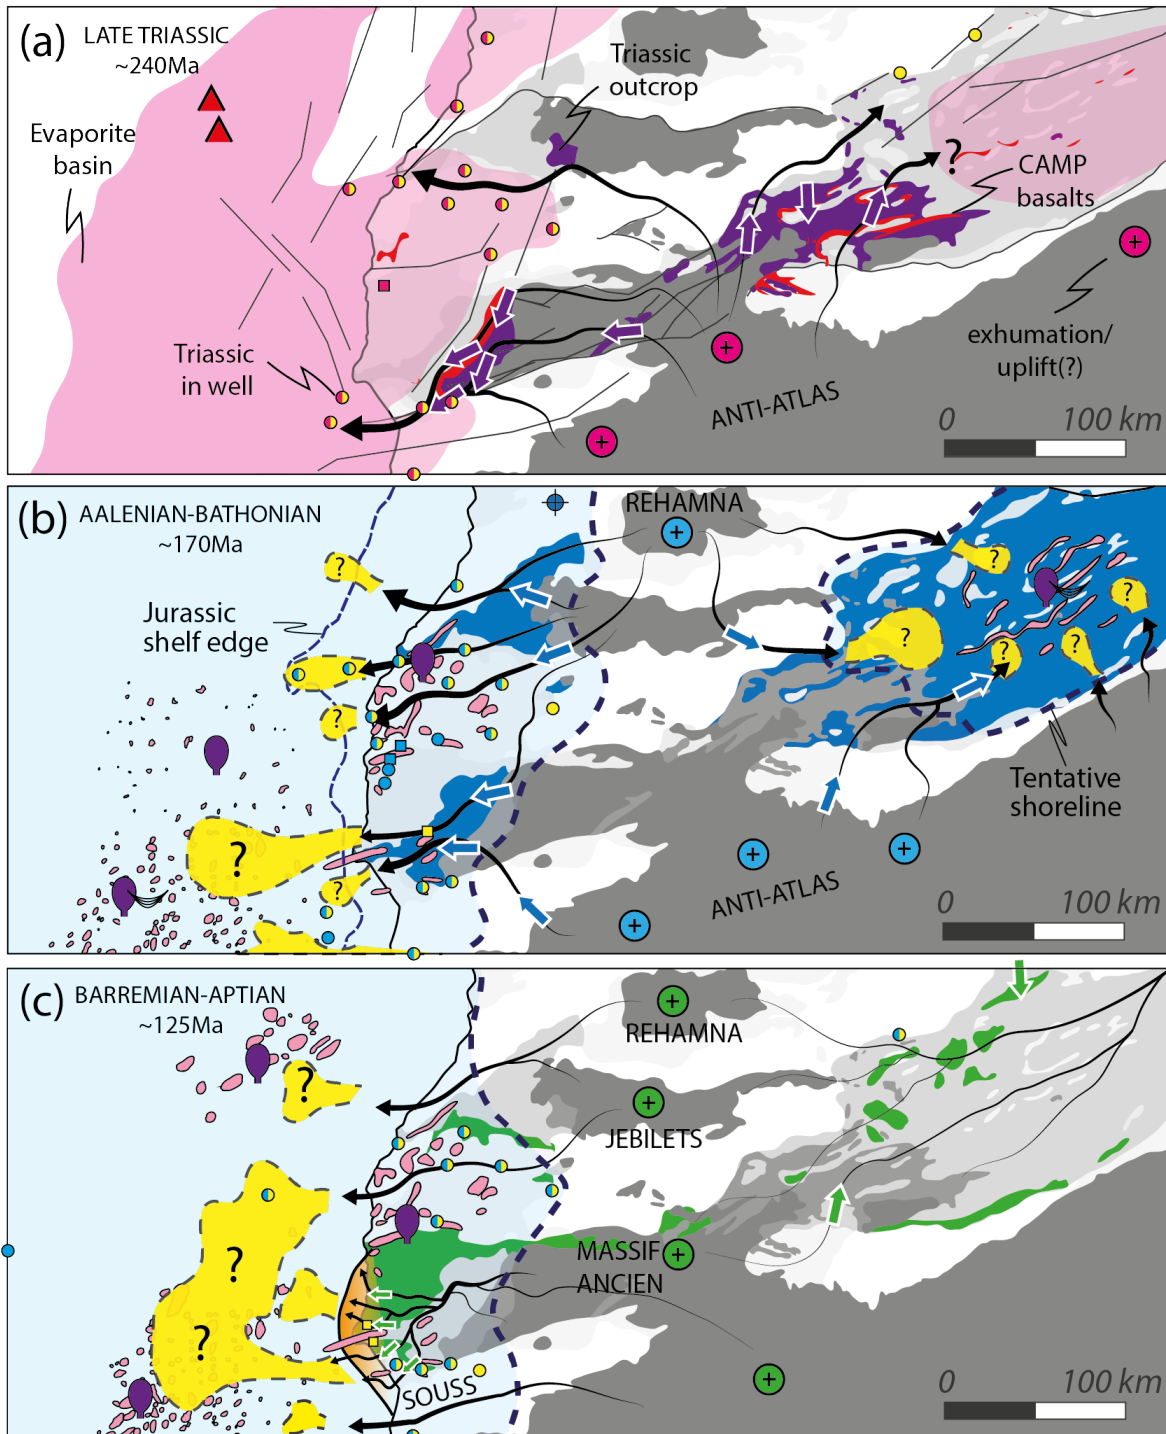 (a)
LATE TRIASSIC
~240Ma
Evaporite
basin
Triassic
outcrop
?
CAMP
basalts
Triassic
in well
exhumation/
uplift(?)
ANTI-ATLAS
0 100 km
(b)
AALENIAN-BATHONIAN
~170Ma
REHAMNA
?
?
?
Jurassic
shelf edge
?
?
?
?
Tentative
shoreline
?
?
ANTI-ATLAS
0 100 km
(c)
BARREMIAN-APTIAN
~125Ma
REHAMNA
?
JEBILETS
?
MASSIF
ANCIEN
?
SOUSS
0 100 km